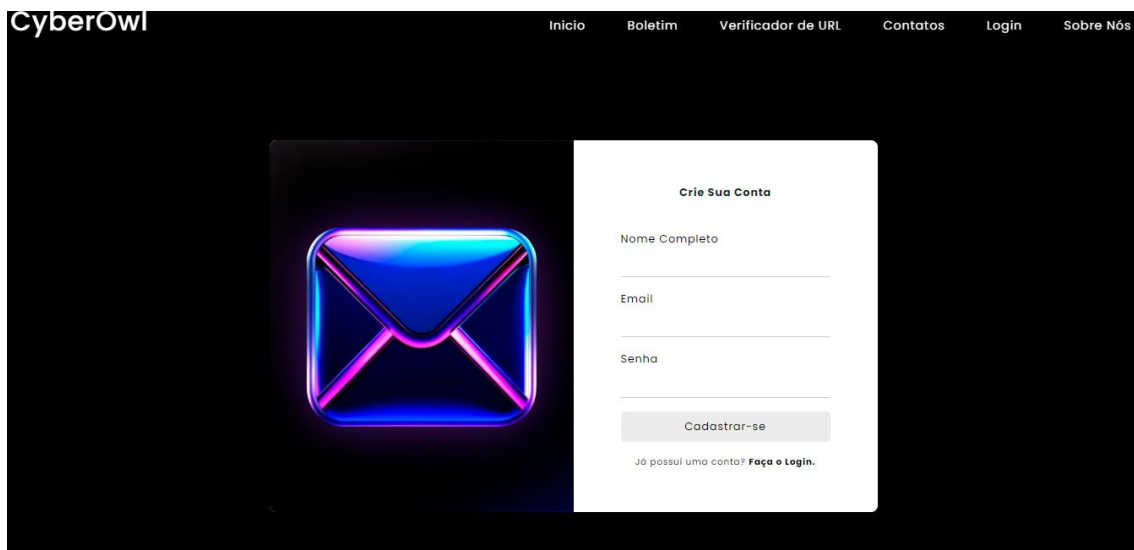 CyberOwl
Inicio Boletim Verificador de URL Contatos Login Sobre Nós
Crie Sua Conta
Nome Completo
Email
Senha
Cadastrar-se
Já possui uma conta? Faça o Login.